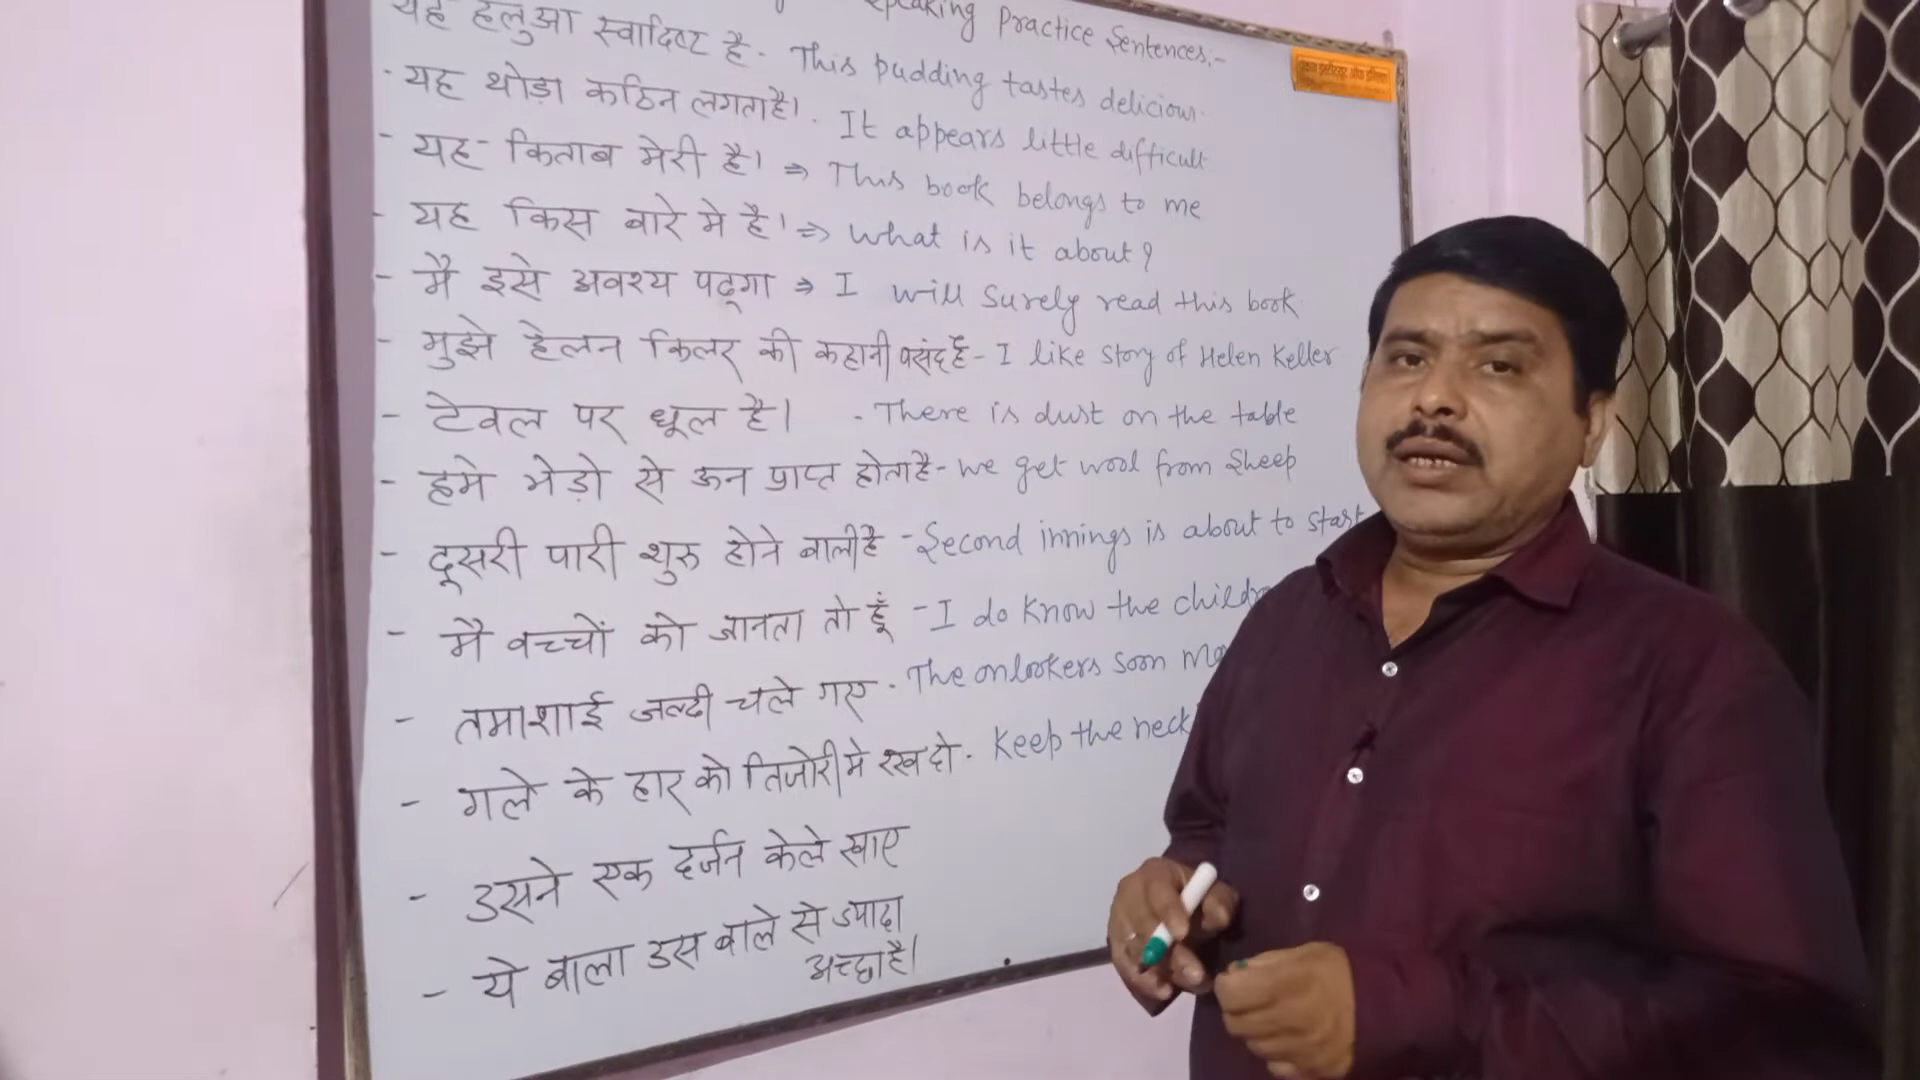 Speaking Practice Sentences:-
यह हलुआ स्वादिष्ट है - This pudding tastes delicious.
- यह थोड़ा कठिन लगता है। . It appears little difficult
- यह किताब मेरी है। ⇒ This book belongs to me
- यह किस बारे मे है। ⇒ What is it about?
- मै इसे अवश्य पढ़ूगा ⇒ I will Surely read this book
- मुझे हेलन किलर की कहानी पसंद है - I like story of Helen Keller
- टेबल पर धूल है। - There is dust on the table
- हमे भेड़ो से ऊन प्राप्त होता है - we get wool from Sheep
- दूसरी पारी शुरु होने वाली है - Second innings is about to start
- मै बच्चों को जानता तो हूँ - I do know the
- तमाशाई जल्दी चले गए - The onlookers soon
- गले के हार को तिजोरी मे रख दो - Keep the
- उसने एक दर्जन केले खाए
- ये वाला उस वाले से ज्यादा
अच्छा है।